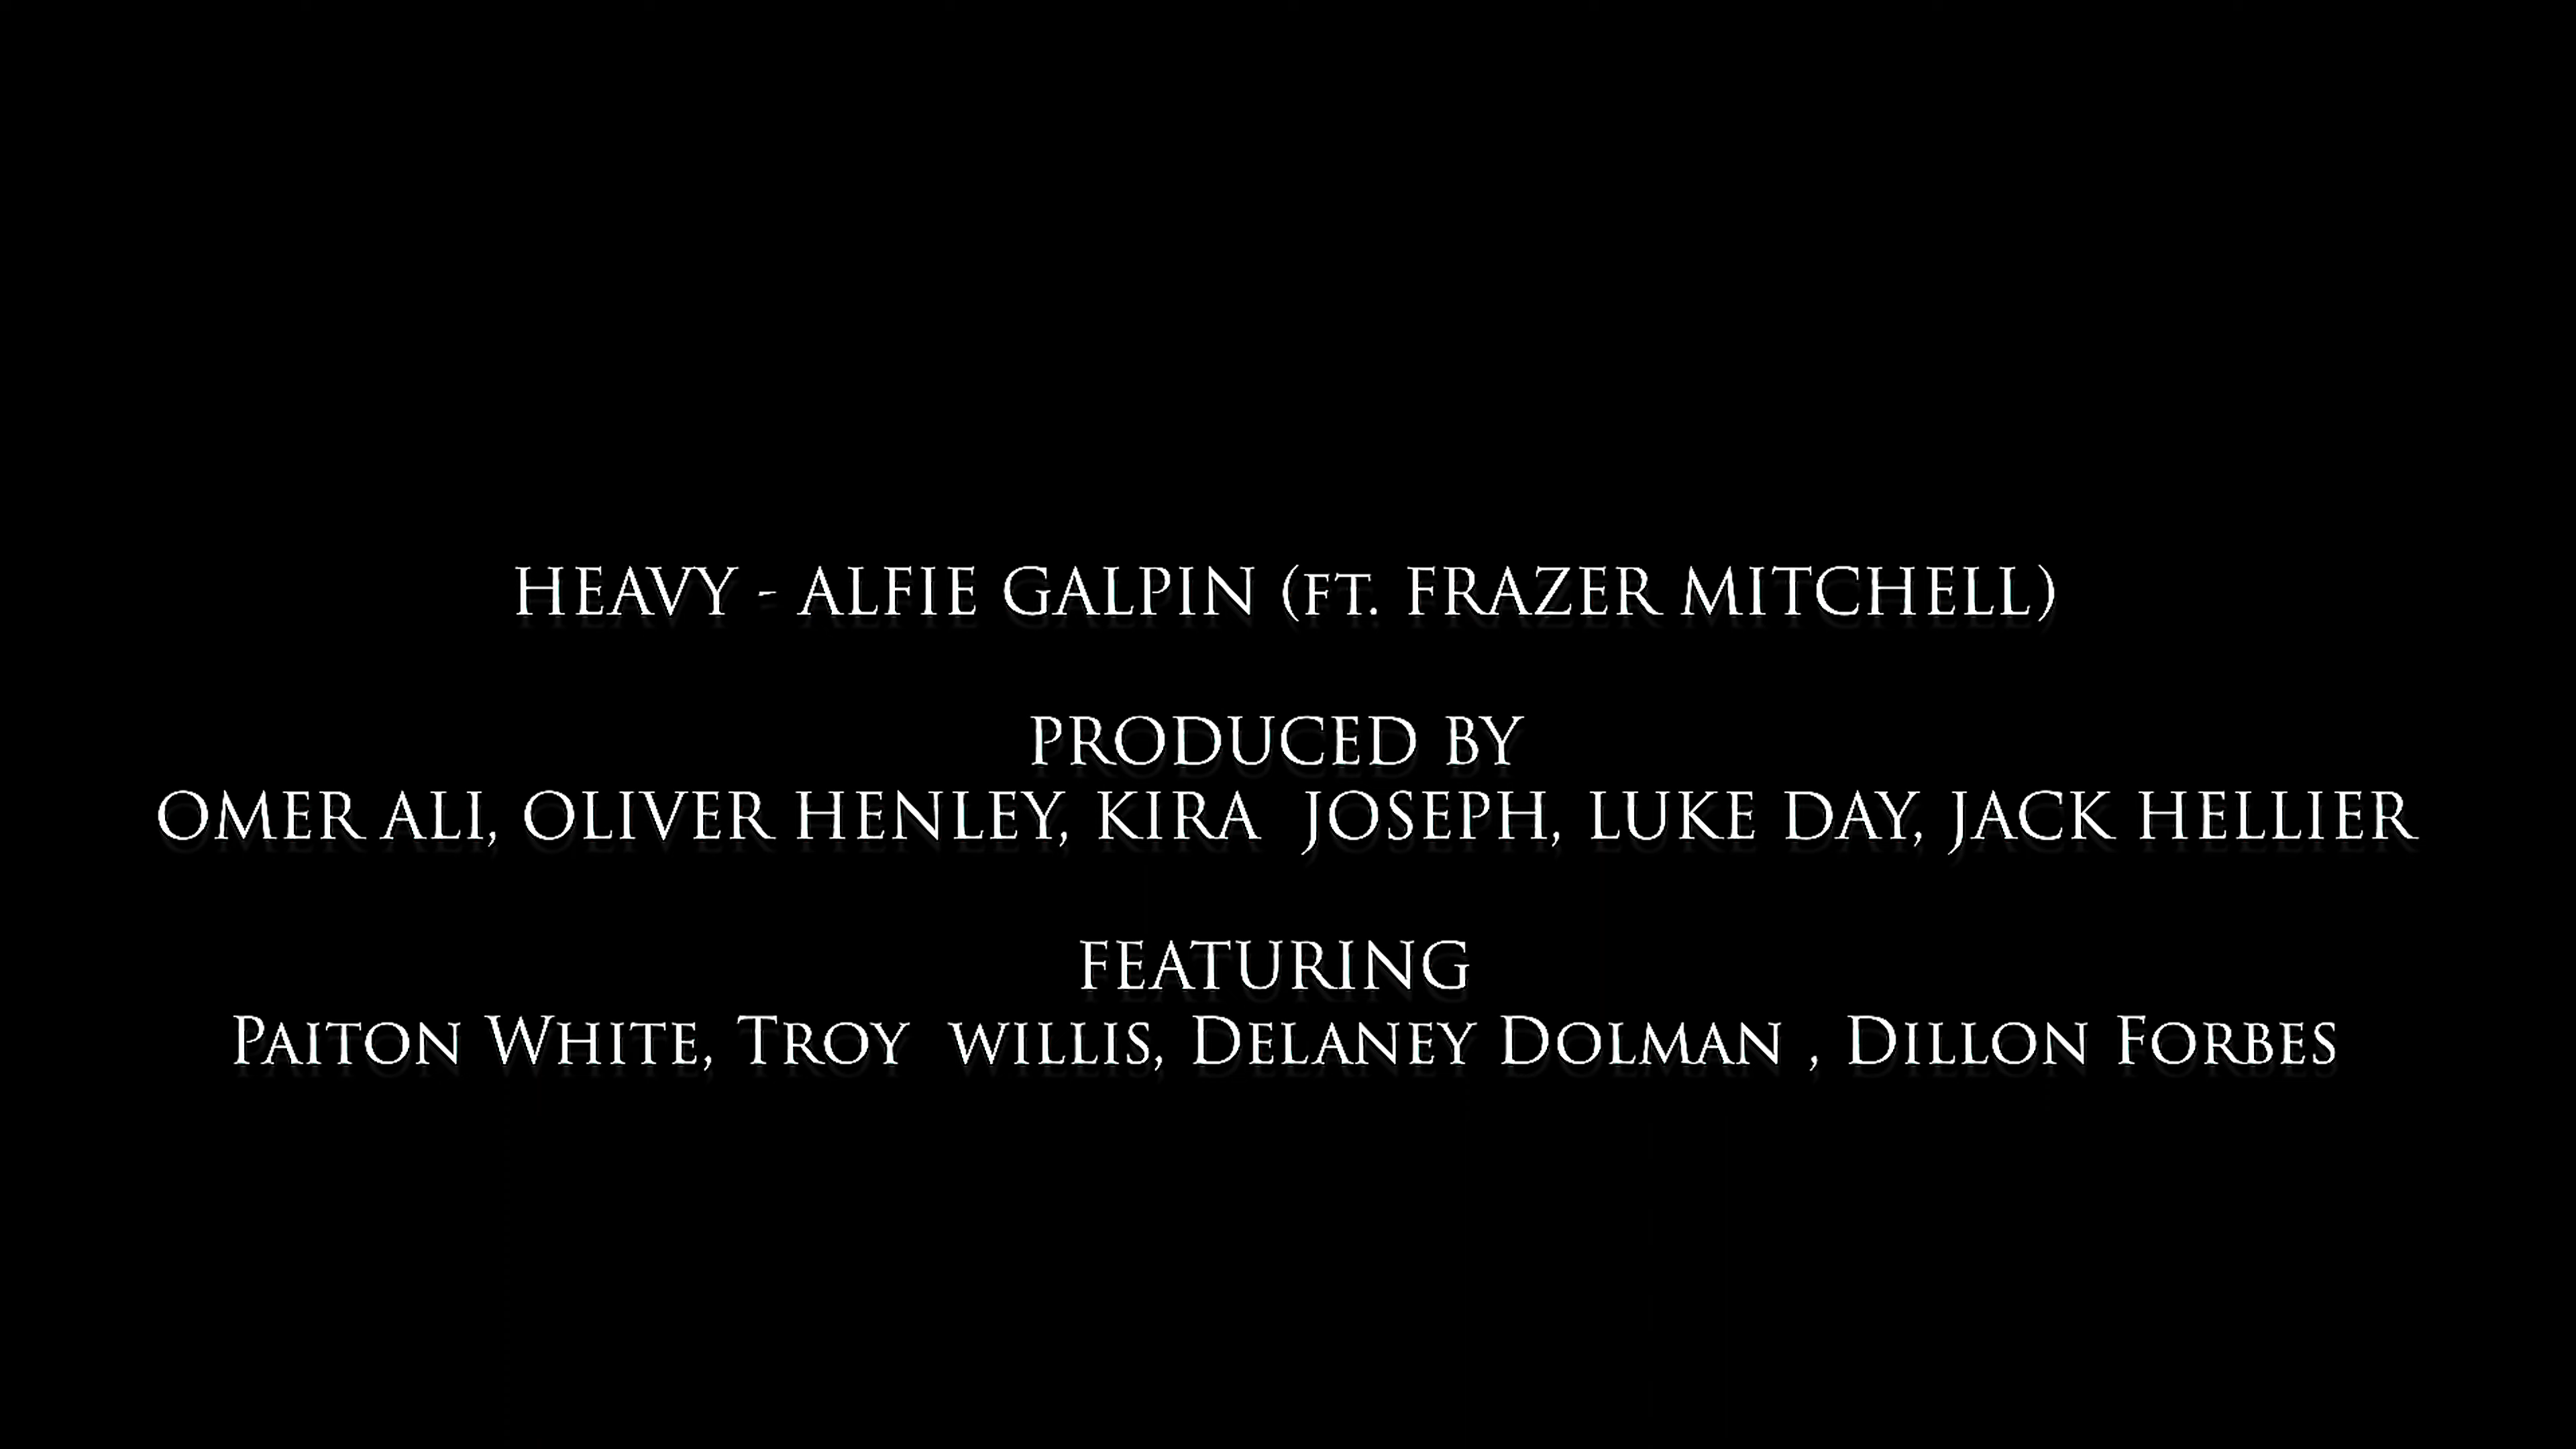 HEAVY - ALFIE GALPIN (FT. FRAZER MITCHELL)
PRODUCED BY
OMER ALI, OLIVER HENLEY, KIRA JOSEPH, LUKE DAY, JACK HELLIER
FEATURING
Paiton White, Troy willis, Delaney Dolman , Dillon Forbes